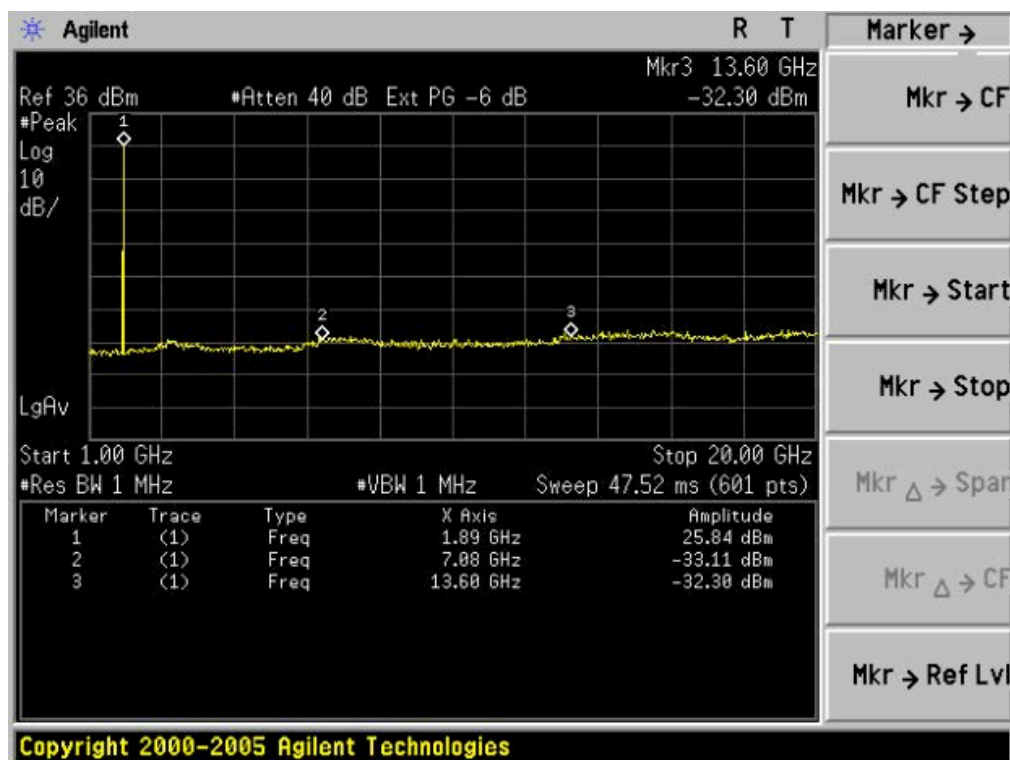 Agilent R T
Mkr3 13.60 GHz
Ref 36 dBm #Atten 40 dB Ext PG -6 dB -32.30 dBm
#Peak
Log
10
dB/
1
2
3
LgAv
Start 1.00 GHz Stop 20.00 GHz
#Res BW 1 MHz #VBW 1 MHz Sweep 47.52 ms (601 pts)
Marker Trace Type X Axis Amplitude
1 (1) Freq 1.89 GHz 25.84 dBm
2 (1) Freq 7.08 GHz -33.11 dBm
3 (1) Freq 13.60 GHz -32.30 dBm
Marker →
Mkr → CF
Mkr → CF Step
Mkr → Start
Mkr → Stop
Mkr △ → Span
Mkr △ → CF
Mkr → Ref Lvl
Copyright 2000-2005 Agilent Technologies